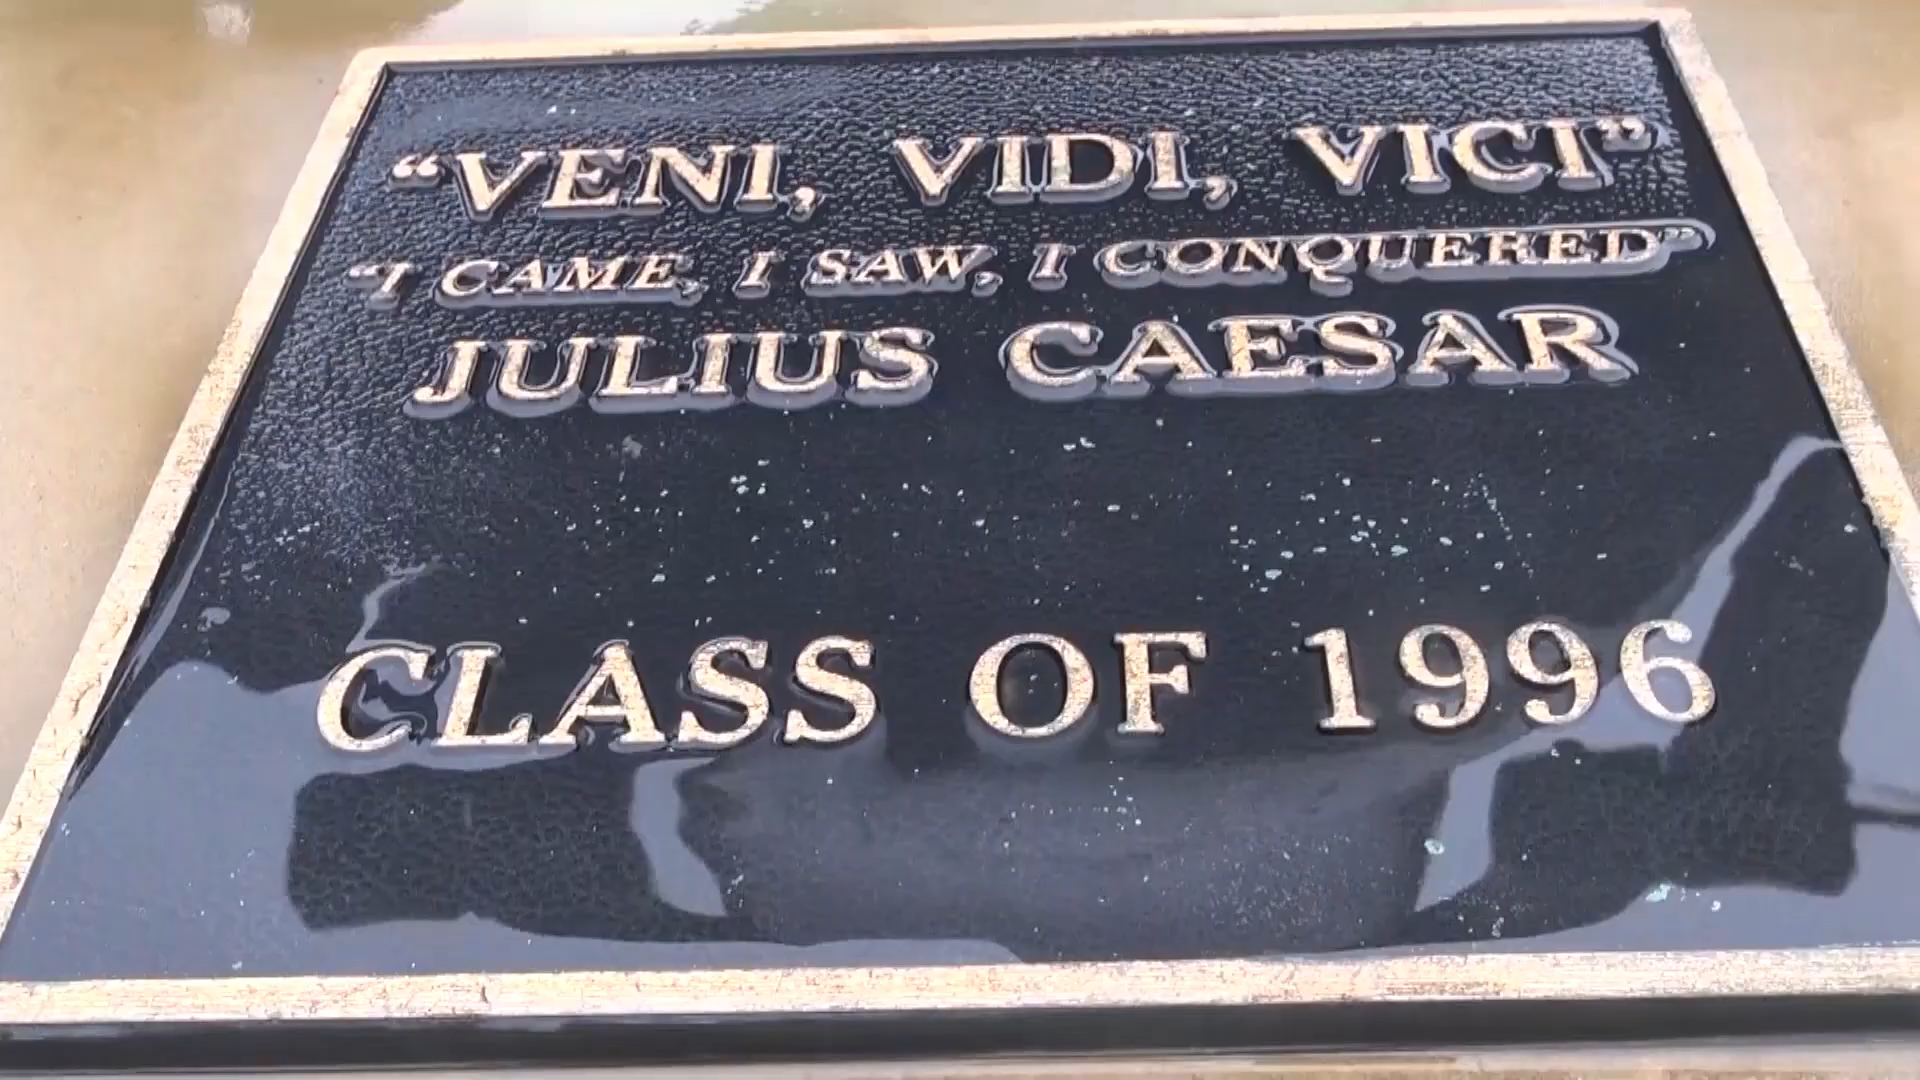 “VENI, VIDI, VICI”
“I CAME, I SAW, I CONQUERED”
JULIUS CAESAR
CLASS OF 1996